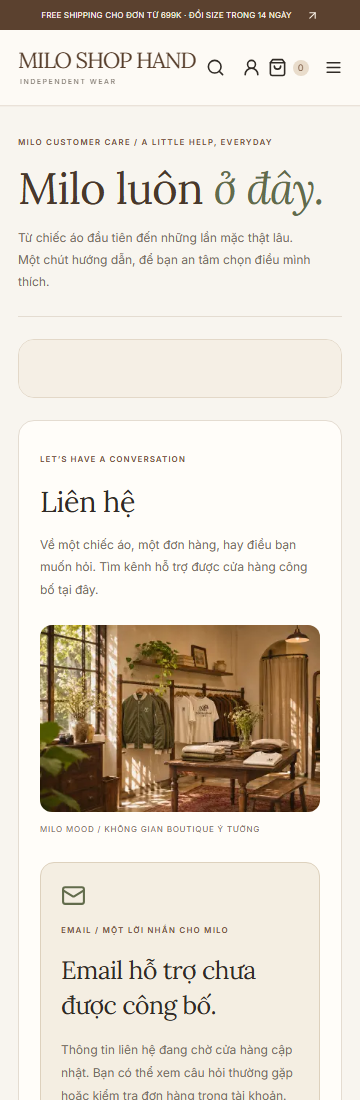 FREE SHIPPING CHO ĐƠN TỪ 699K · ĐỔI SIZE TRONG 14 NGÀY
MILO SHOP HAND
INDEPENDENT WEAR
0
MILO CUSTOMER CARE / A LITTLE HELP, EVERYDAY
Milo luôn ở đây.
Từ chiếc áo đầu tiên đến những lần mặc thật lâu.
Một chút hướng dẫn, để bạn an tâm chọn điều mình
thích.
LET'S HAVE A CONVERSATION
Liên hệ
Về một chiếc áo, một đơn hàng, hay điều bạn
muốn hỏi. Tìm kênh hỗ trợ được cửa hàng công
bố tại đây.
MILO MOOD / KHÔNG GIAN BOUTIQUE Ý TƯỞNG
EMAIL / MỘT LỜI NHẮN CHO MILO
Email hỗ trợ chưa
được công bố.
Thông tin liên hệ đang chờ cửa hàng cập
nhật. Bạn có thể xem câu hỏi thường gặp
hoặc kiểm tra đơn hàng trong tài khoản.